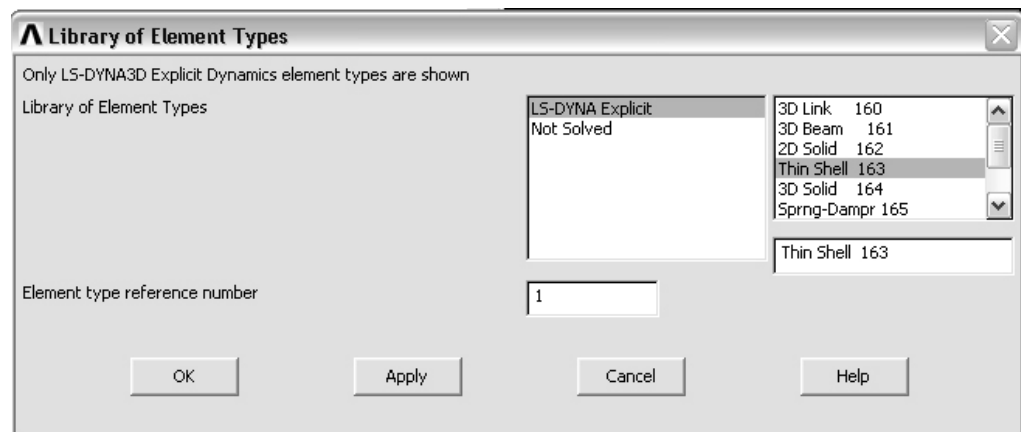 Library of Element Types
Only LS-DYNA3D Explicit Dynamics element types are shown
Library of Element Types
LS-DYNA Explicit
Not Solved
3D Link 160
3D Beam 161
2D Solid 162
Thin Shell 163
3D Solid 164
Sprng-Dampr 165
Thin Shell 163
Element type reference number
1
OK
Apply
Cancel
Help